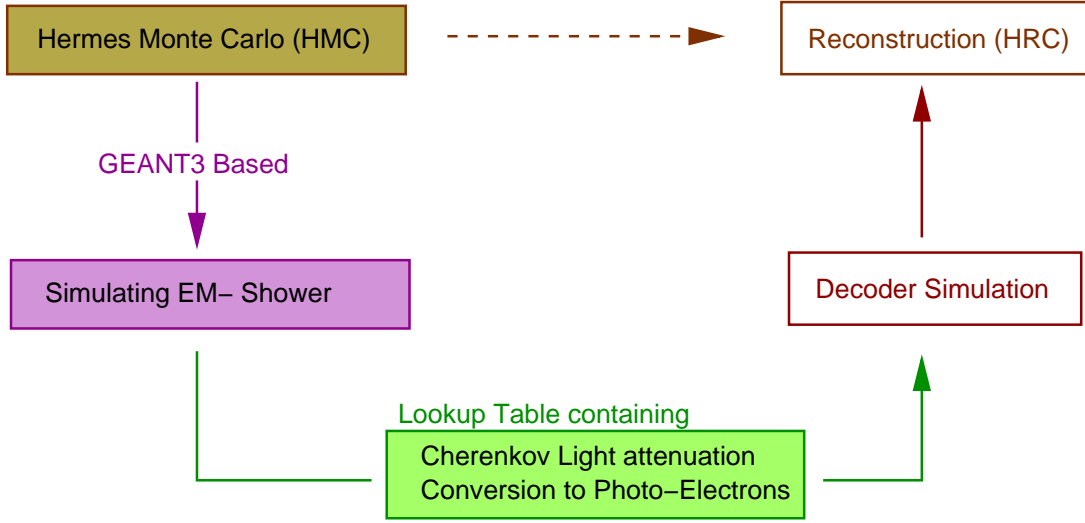 Hermes Monte Carlo (HMC)
Reconstruction (HRC)
GEANT3 Based
Simulating EM− Shower
Decoder Simulation
Lookup Table containing
Cherenkov Light attenuation
Conversion to Photo−Electrons